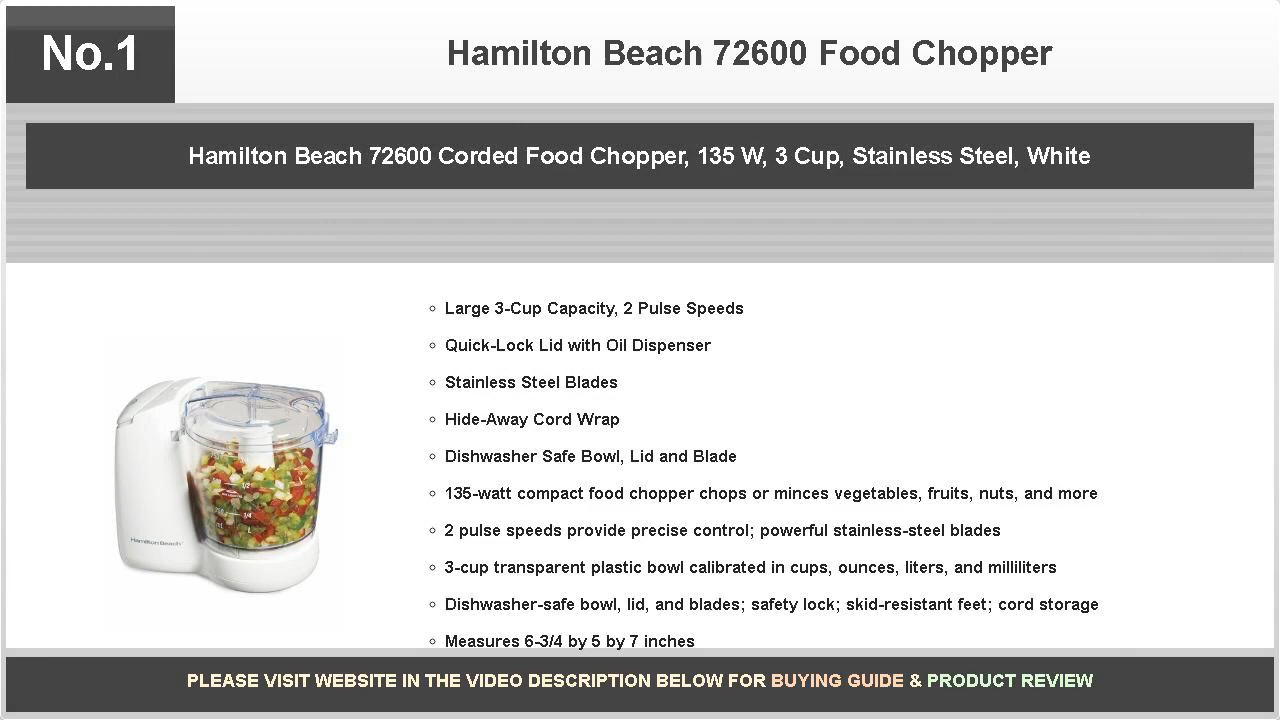 No.1
Hamilton Beach 72600 Food Chopper
Hamilton Beach 72600 Corded Food Chopper, 135 W, 3 Cup, Stainless Steel, White
Large 3-Cup Capacity, 2 Pulse Speeds
Quick-Lock Lid with Oil Dispenser
Stainless Steel Blades
Hide-Away Cord Wrap
Dishwasher Safe Bowl, Lid and Blade
135-watt compact food chopper chops or minces vegetables, fruits, nuts, and more
2 pulse speeds provide precise control; powerful stainless-steel blades
3-cup transparent plastic bowl calibrated in cups, ounces, liters, and milliliters
Dishwasher-safe bowl, lid, and blades; safety lock; skid-resistant feet; cord storage
Measures 6-3/4 by 5 by 7 inches
Hamilton Beach
PLEASE VISIT WEBSITE IN THE VIDEO DESCRIPTION BELOW FOR BUYING GUIDE & PRODUCT REVIEW